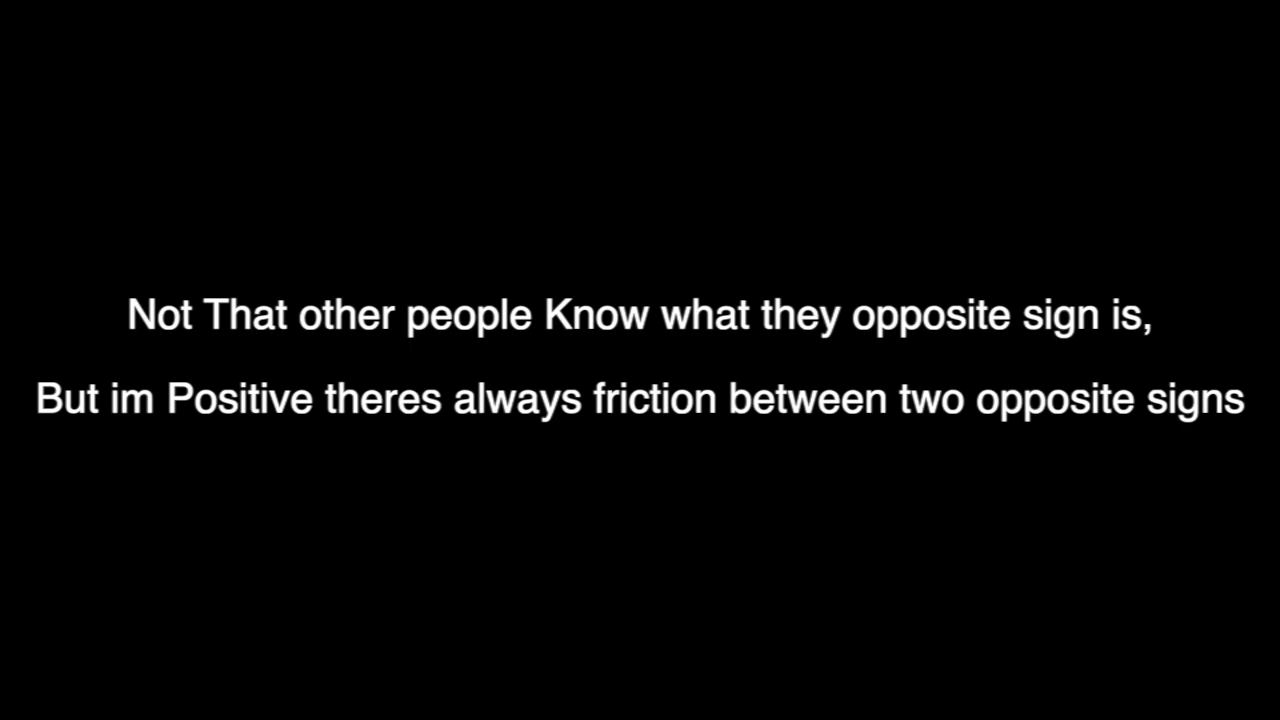 Not That other people Know what they opposite sign is,
But im Positive theres always friction between two opposite signs